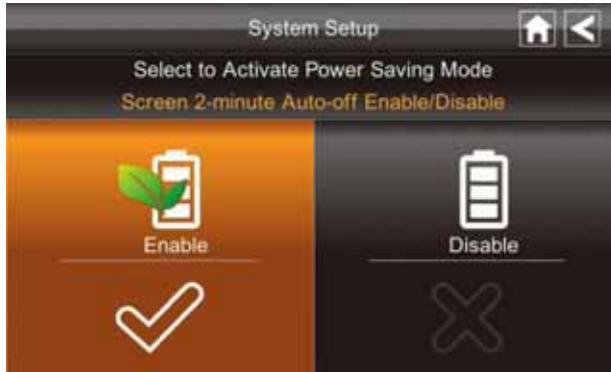 System Setup
Select to Activate Power Saving Mode
Screen 2-minute Auto-off Enable/Disable
Enable
Disable